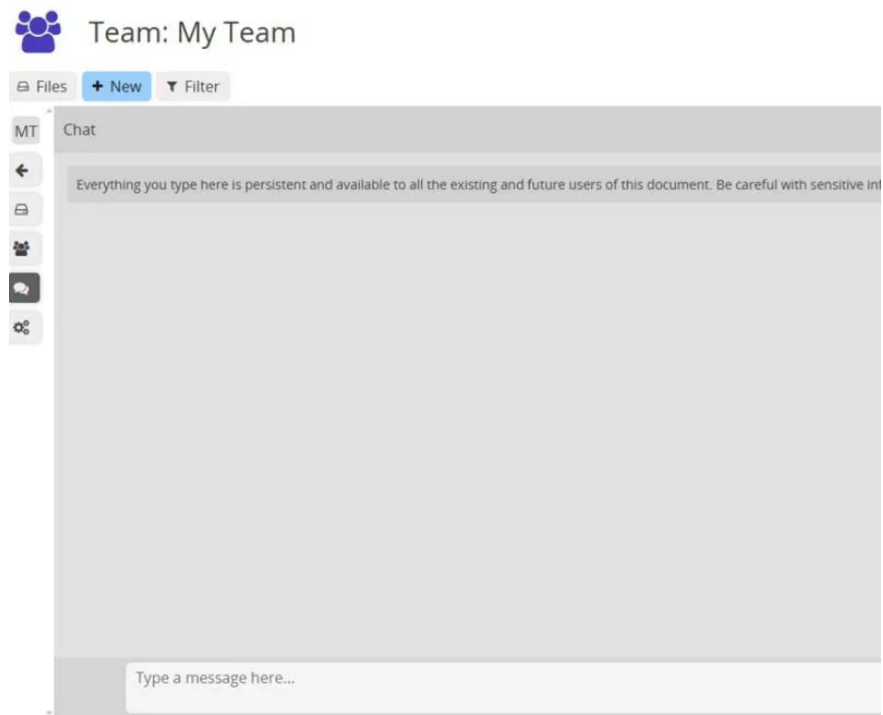 Team: My Team
Files + New Filter
MT Chat
Everything you type here is persistent and available to all the existing and future users of this document. Be careful with sensitive
Type a message here...